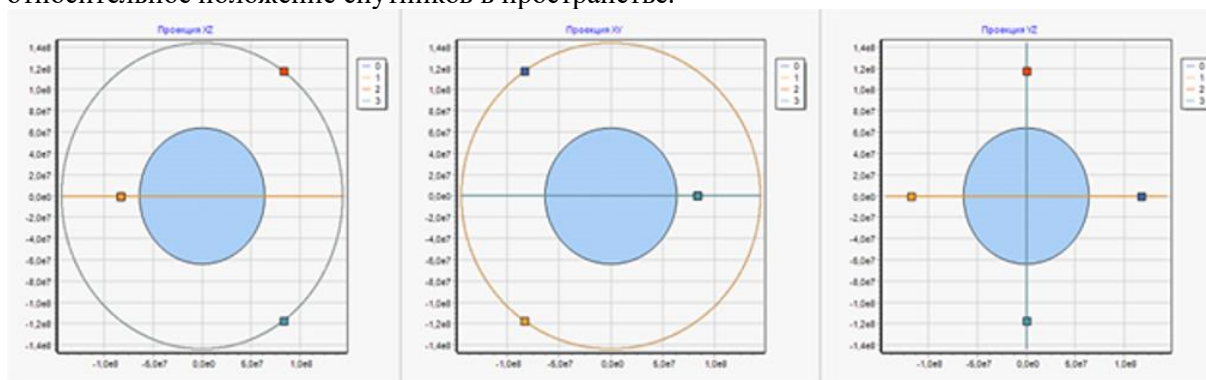 относительное положение спутников в пространстве.
Проекция XZ
1,4e8
1,2e8
1,0e8
8,0e7
6,0e7
4,0e7
2,0e7
0,0e0
-2,0e7
-4,0e7
-6,0e7
-8,0e7
-1,0e8
-1,2e8
-1,4e8
-1,0e8 -5,0e7 0,0e0 5,0e7 1,0e8
0
1
2
3
Проекция XY
1,4e8
1,2e8
1,0e8
8,0e7
6,0e7
4,0e7
2,0e7
0,0e0
-2,0e7
-4,0e7
-6,0e7
-8,0e7
-1,0e8
-1,2e8
-1,4e8
-1,0e8 -5,0e7 0,0e0 5,0e7 1,0e8
0
1
2
3
Проекция YZ
1,4e8
1,2e8
1,0e8
8,0e7
6,0e7
4,0e7
2,0e7
0,0e0
-2,0e7
-4,0e7
-6,0e7
-8,0e7
-1,0e8
-1,2e8
-1,4e8
-1,0e8 -5,0e7 0,0e0 5,0e7 1,0e8
0
1
2
3